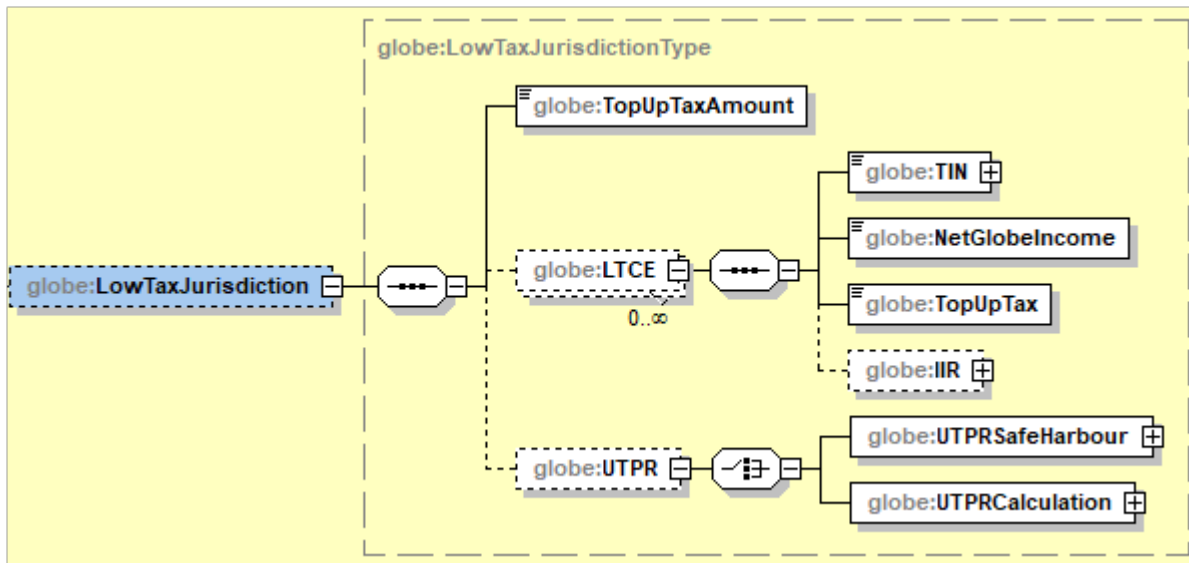 globe:LowTaxJurisdictionType
globe:TopUpTaxAmount
globe:TIN
globe:NetGlobeIncome
globe:LowTaxJurisdiction
globe:LTCE
0..∞
globe:TopUpTax
globe:IIR
globe:UTPR
globe:UTPRSafeHarbour
globe:UTPRCalculation